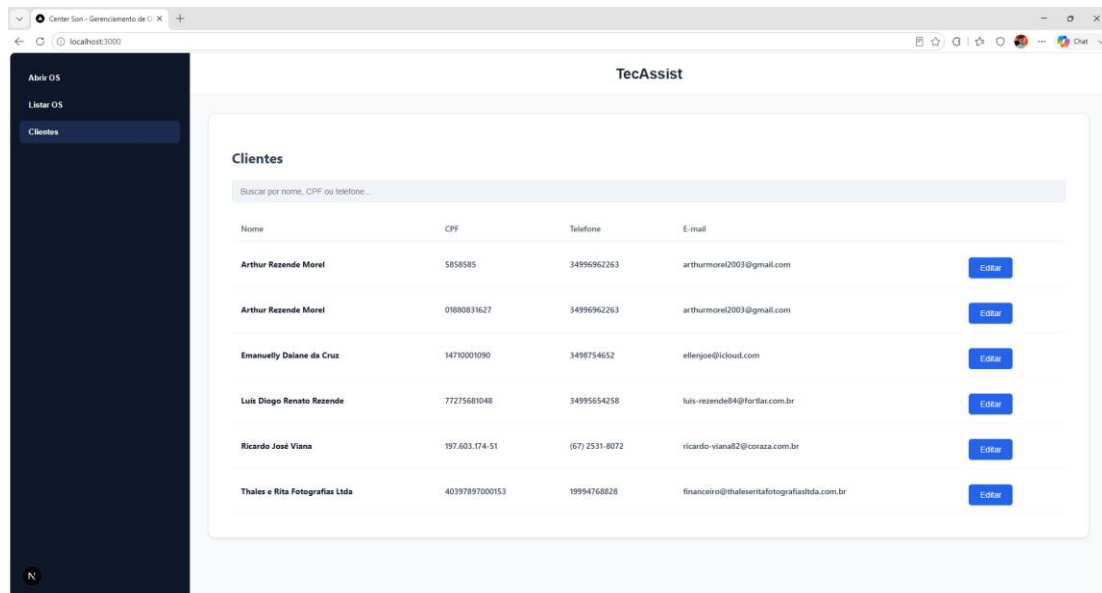 Center Son - Gerenciamento de O
localhost:3000
Chat
TecAssist
Abrir OS
Listar OS
Clientes
Clientes
Buscar por nome, CPF ou telefone...
Nome CPF Telefone E-mail
Arthur Rezende Morel 5858585 34996962263 arthurmorel2003@gmail.com Editar
Arthur Rezende Morel 01880831627 34996962263 arthurmorel2003@gmail.com Editar
Emanuelly Daiane da Cruz 14710001090 3498754652 ellenjoe@icloud.com Editar
Luís Diogo Renato Rezende 77275681048 34995654258 luis-rezende84@fortlar.com.br Editar
Ricardo José Viana 197.603.174-51 (67) 2531-8072 ricardo-viana82@coraza.com.br Editar
Thales e Rita Fotografias Ltda 40397897000153 19994768828 financeiro@thaleseritafotografiasltda.com.br Editar
N